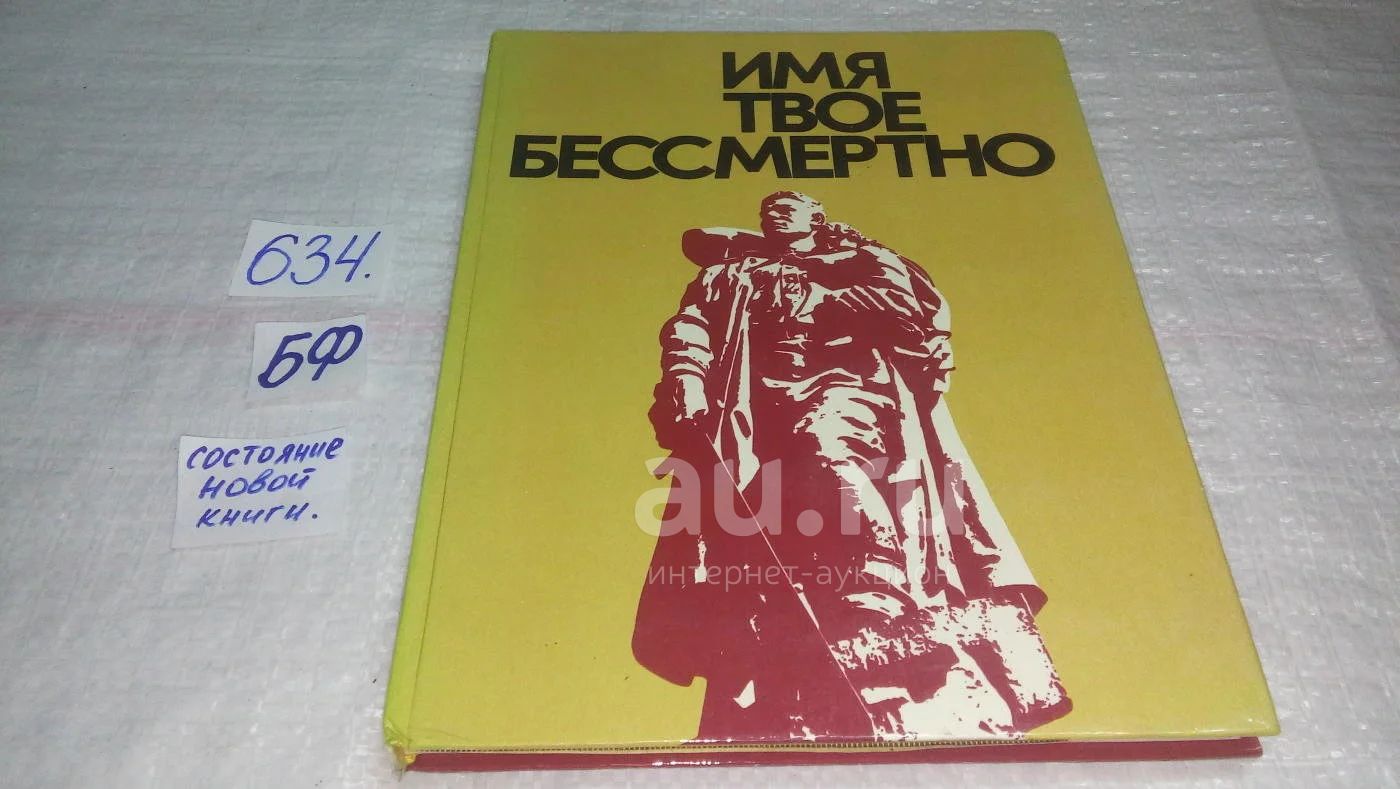 ИМЯ
ТВОЕ
БЕССМЕРТНО
634.
БФ
состояние
новой
книги.
au.ru
интернет-аукцион